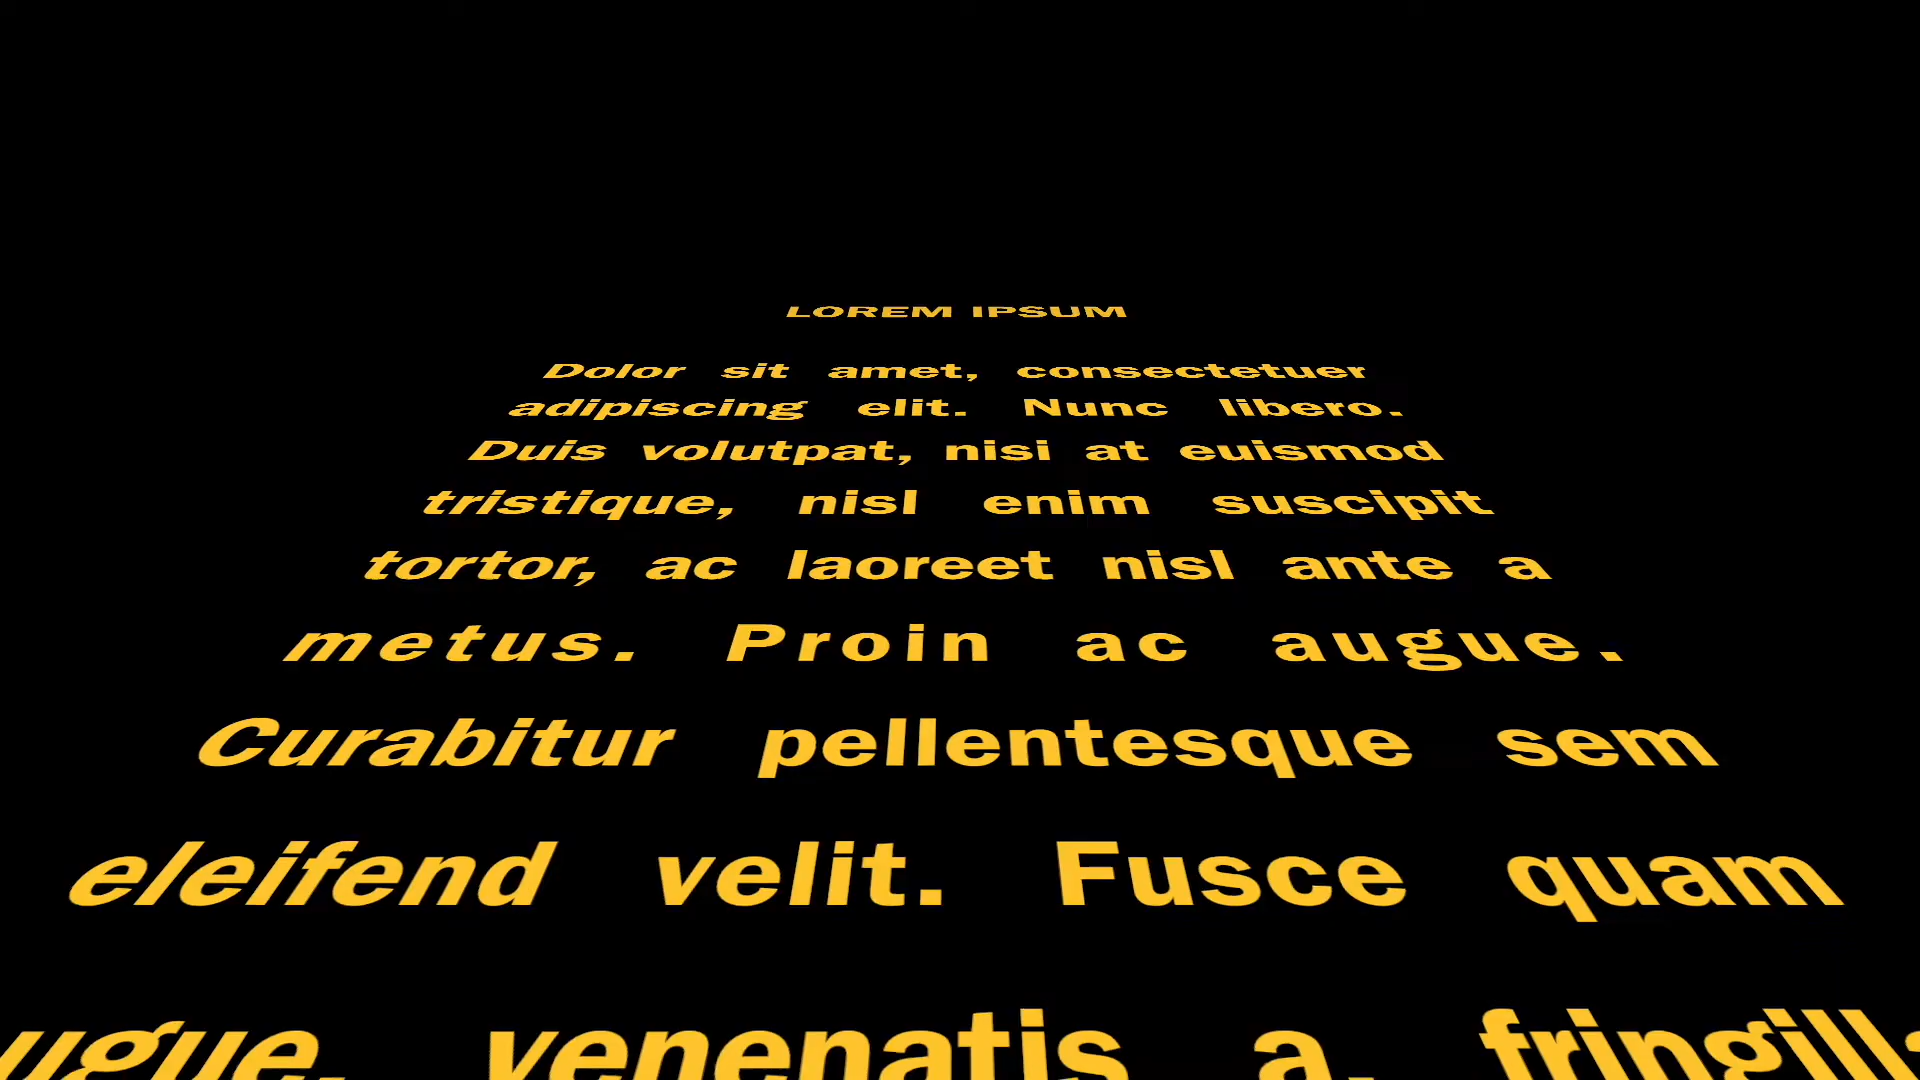 LOREM IPSUM
Dolor sit amet, consectetuer
adipiscing elit. Nunc libero.
Duis volutpat, nisi at euismod
tristique, nisl enim suscipit
tortor, ac laoreet nisl ante a
metus. Proin ac augue.
Curabitur pellentesque sem
eleifend velit. Fusce quam
venenatis a,